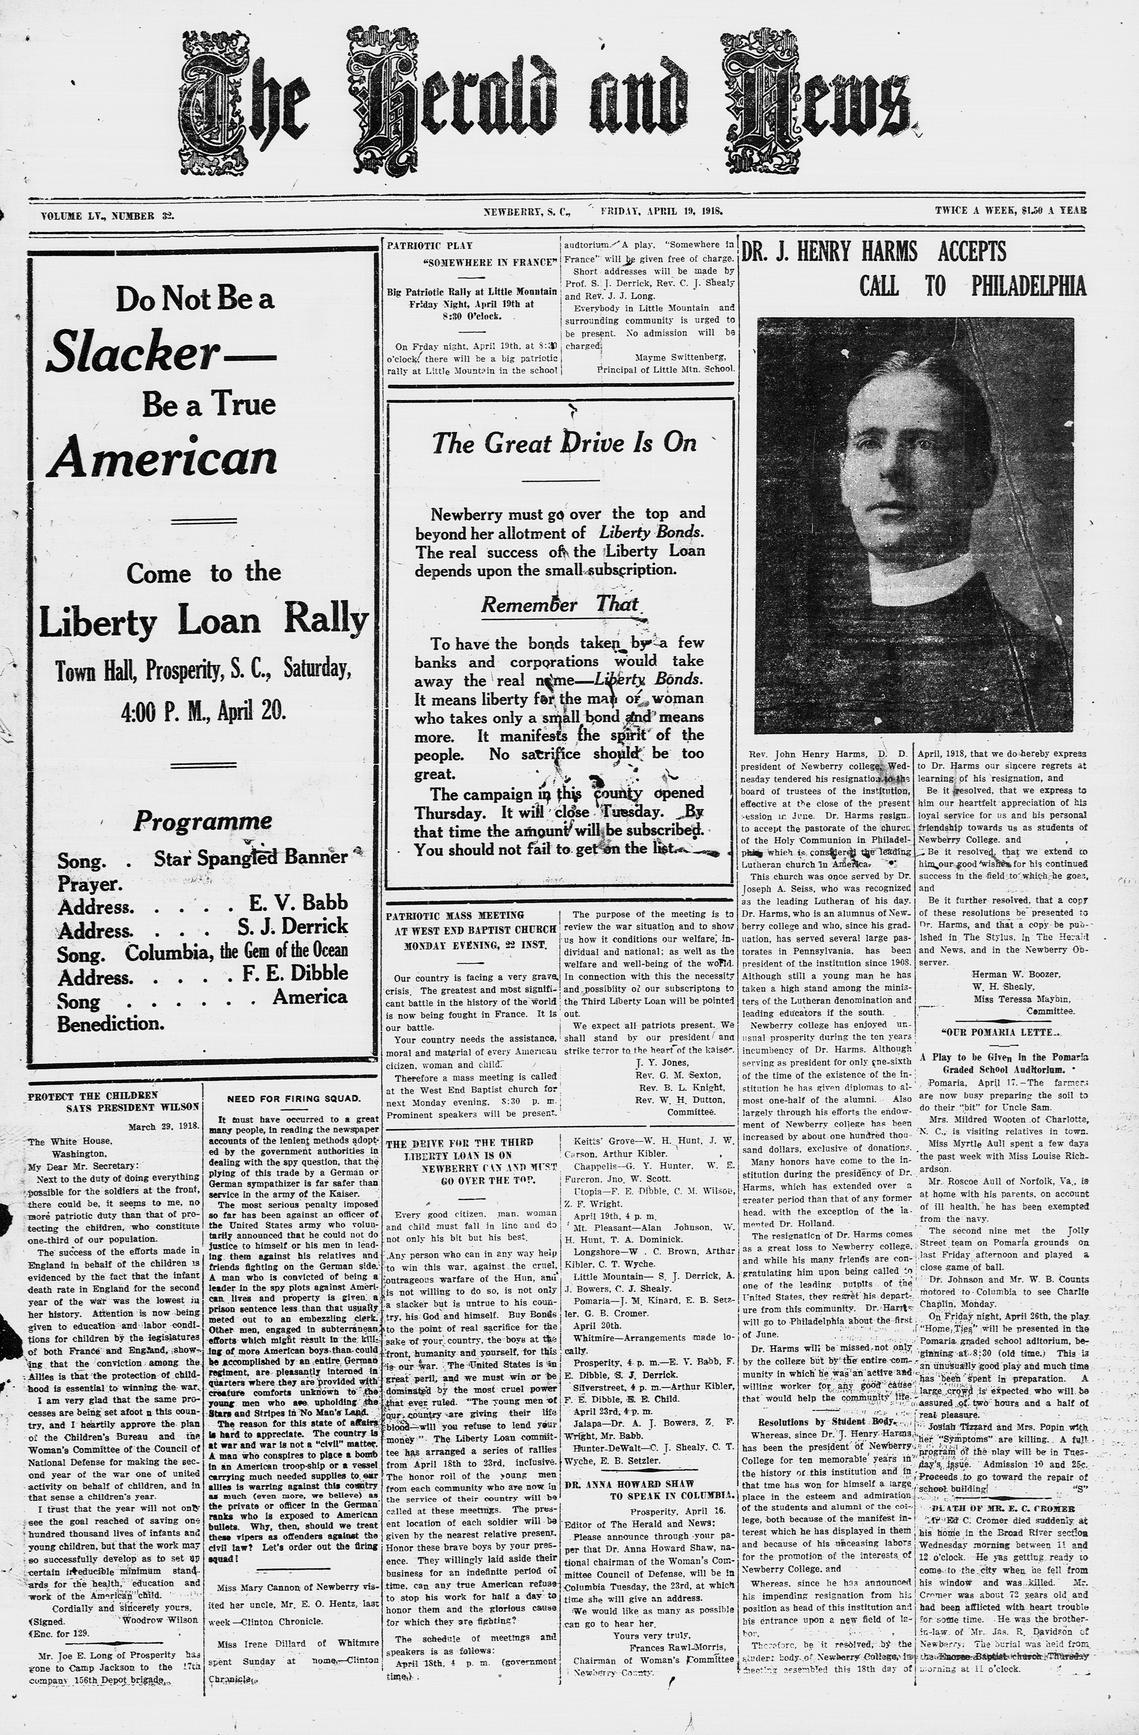 The Herald and News.
VOLUME LV., NUMBER 32.
NEWBERRY, S. C., FRIDAY, APRIL 19, 1918.
TWICE A WEEK, $1.50 A YEAR
Do Not Be a
Slacker—
Be a True
American
Come to the
Liberty Loan Rally
Town Hall, Prosperity, S. C., Saturday,
4:00 P. M., April 20.
Programme
Song. . Star Spangled Banner
Prayer.
Address. . . . . E. V. Babb
Address. . . . S. J. Derrick
Song. Columbia, the Gem of the Ocean
Address. . . . . F. E. Dibble
Song . . . . . . America
Benediction.
PROTECT THE CHILDREN
SAYS PRESIDENT WILSON
March 29, 1918.
The White House,
Washington,
My Dear Mr. Secretary:
Next to the duty of doing everything
possible for the soldiers at the front,
there could be, it seems to me, no
more patriotic duty than that of pro-
tecting the children, who constitute
one-third of our population.
The success of the efforts made in
England in behalf of the children is
evidenced by the fact that the infant
death rate in England for the second
year of the war was the lowest in
her history. Attention is now being
given to education and labor condi-
tions for children by the legislatures
of both France and England, show-
ing that the conviction among the
Allies is that the protection of child-
hood is essential to winning the war.
I am very glad that the same pro-
cesses are being set afoot n this coun-
try, and I heartily approve the plan
of the Children's Bureau and the
Woman's Committee of the Council of
National Defense for making the sec-
ond year of the war one of united
activity on behalf of children, and in
that sense a children's year.
I trust that the year will not only
see the goal reached of saving one
hundred thousand lives of infants and
young children, but that the work may
so successfully develop as to set up
certain irreducible minimum stand-
ards for the health, education and
work of the American child.
Cordially and sincerely yours,
(Signed. Woodrow Wilson
(Enc. for 129.
Mr. Joe E. Long of Prosperity has
gone to Camp Jackson to the 17th
company 156th Depot brigade.
NEED FOR FIRING SQUAD.
It must have occurred to a great
many people, in reading the newspaper
accounts of the lenient methods adopt-
ed by the government authorities in
dealing with the spy question, that the
plying of this trade by a German or
German sympathizer is far safer than
service in the army of the Kaiser.
The most serious penalty imposed
so far has been against an officer of
the United States army who volun-
tarily announced that he could not do
justice to himself or his men in lead-
ing them against his relatives and
friends fighting on the German side.
A man who is convicted of being a
leader in the spy plots against Ameri-
can lives and property is given a
prison sentence less than that usually
meted out to an embezzling clerk.
Other men, engaged in subterranean
efforts which might result in the kill-
ing of more American boys than could
be accomplished by an entire German
regiment, are pleasantly interned in
quarters where they are provided with
creature comforts unknown to the
young men who are upholding the
Stars and Stripes in No Man's Land.
The reason for this state of affairs
is hard to appreciate. The country is
at war and war is not a "civil" matter.
A man who conspires to place a bomb
in an American troop-ship or a vessel
carrying much needed supplies to our
allies is warring against this country
as much (even more, we believe) as
the private or officer in the German
ranks who is exposed to American
bullets. Why, then, should we treat
these vipers as offenders against the
civil law? Let's order out the firing
squad!
Miss Mary Cannon of Newberry vis-
ited her uncle, Mr. E. O. Hentz, last
week—Clinton Chronicle.
Miss Irene Dillard of Whitmire
spent Sunday at home.—Clinton
Chronicle.
PATRIOTIC PLAY
"SOMEWHERE IN FRANCE"
Big Patriotic Rally at Little Mountain
Friday Night, April 19th at
8:30 O'clock.
On Frday night, April 19th, at 8:30
o'clock, there will be a big patriotic
rally at Little Mountain in the school
audtorium. A play, "Somewhere in
France" will be given free of charge.
Short addresses will be made by
Prof. S. J. Derrick, Rev. C. J. Shealy
and Rev. J. J. Long.
Everybody in Little Mountain and
surrounding community is urged to
be present. No admission will be
charged.
Mayme Swittenberg,
Principal of Little Mtn. School.
The Great Drive Is On
Newberry must go over the top and
beyond her allotment of Liberty Bonds.
The real success of the Liberty Loan
depends upon the small subscription.
Remember That
To have the bonds taken by a few
banks and corporations would take
away the real name—Liberty Bonds.
It means liberty for the man or woman
who takes only a small bond and means
more. It manifests the spirit of the
people. No sacrifice should be too
great.
The campaign in this county opened
Thursday. It will close Tuesday. By
that time the amount will be subscribed.
You should not fail to get on the list.
PATRIOTIC MASS MEETING
AT WEST END BAPTIST CHURCH
MONDAY EVENING, 22 INST.
Our country is facing a very grave
crisis. The greatest and most signifi-
cant battle in the history of the world
is now being fought in France. It is
our battle.
Your country needs the assistance,
moral and material of every American
citizen, woman and child.
Therefore a mass meeting is called
at the West End Baptist church for
next Monday evening. 8:30 p. m.
Prominent speakers will be present.
The purpose of the meeting is to
review the war situation and to show
us how it conditions our welfare, in-
dividual and national; as well as the
welfare and well-being of the world.
In connection with this the necessity
and possiblity of our subscriptons to
the Third Liberty Loan will be pointed
out.
We expect all patriots present. We
shall stand by our president and
strike terror to the heart of the kaiser.
J. Y. Jones,
Rev. G. M. Sexton,
Rev. B. L. Knight,
Rev. W. H. Dutton,
Committee.
THE DRIVE FOR THE THIRD
LIBERTY LOAN IS ON
NEWBERRY CAN AND MUST
GO OVER THE TOP.
Every good citizen, man, woman
and child must fall in line and do
not only his bit but his best.
Any person who can in any way help
to win this war, against the cruel,
outrageous warfare of the Hun, and
is not willing to do so, is not only
a slacker but is untrue to his coun-
try, his God and himself. Buy Bonds
to the point of real sacrifice for the
sake of your country, the boys at the
front, humanity and yourself, for this
is our war. The United States is in
great peril, and we must win or be
dominated by the most cruel power
that ever ruled. "The young men of
our country are giving their life
blood—will you refuse to lend your
money" The Liberty Loan commit-
tee has arranged a series of rallies
from April 18th to 23rd, inclusive.
The honor roll of the young men
from each community who are now in
the service of their country will be
called at these meetings. The pres-
ent location of each soldier will be
given by the nearest relative present.
Honor these brave boys by your pres-
ence. They willingly laid aside their
business for an indefinite period of
time, can any true American refuse
to stop his work for half a day to
honor them and the glorious cause
for which they are fighting?
The schedule of meetings and
speakers is as follows:
April 18th, 4 p. m. (government
time.)
Keitts' Grove—W. H. Hunt, J. W.
Carson, Arthur Kibler.
Chappells—G. Y. Hunter, W. E.
Furcron, Jno. W. Scott.
Utopia—F. E. Dibble, C. M. Wilson,
Z. F. Wright.
April 19th, 4 p. m.
Mt. Pleasant—Alan Johnson, W.
H. Hunt, T. A. Dominick.
Longshore—W. C. Brown, Arthur
Kibler, C. T. Wyche.
Little Mountain— S. J. Derrick, A.
J. Bowers, C. J. Shealy.
Pomaria—J. M. Kinard, E. B. Setz-
ler, G. B. Cromer.
April 20th.
Whitmire—Arrangements made lo-
cally.
Prosperity, 4 p. m.—E. V. Babb, F.
E. Dibble, S. J. Derrick.
Silverstreet, 4 p. m.—Arthur Kibler,
F. E. Dibble, S. E. Child.
April 23rd, 4 p. m.
Jalapa—Dr. A. J. Bowers, Z. F.
Wright, Mr. Babb.
Hunter-DeWalt—C. J. Shealy, C. T.
Wyche, E. B. Setzler.
DR. ANNA HOWARD SHAW
TO SPEAK IN COLUMBIA.
Prosperity, April 16.
Editor of The Herald and News:
Please announce through your pa-
per that Dr. Anna Howard Shaw, na-
tional chairman of the Woman's Com-
mittee Council of Defense, will be in
Columbia Tuesday, the 23rd, at which
time she will give an address.
We would like as many as possible
can go to hear her.
Yours very truly,
Frances Rawl-Morris,
Chairman of Woman's Committee
Newberry County.
DR. J. HENRY HARMS ACCEPTS
CALL TO PHILADELPHIA
Rev. John Henry Harms, D. D.
president of Newberry college, Wed-
nesday tendered his resignation to the
board of trustees of the institution,
effective at the close of the present
session in June. Dr. Harms resign
to accept the pastorate of the church
of the Holy Communion in Philadel-
phia, which is considered the leading
Lutheran church in America.
This church was once served by Dr.
Joseph A. Seiss, who was recognized
as the leading Lutheran of his day.
Dr. Harms, who is an alumnus of New-
berry college and who, since his grad-
uation, has served several large pas-
torates in Pennsylvania, has been
president of the institution since 1908.
Although still a young man he has
taken a high stand among the minis-
ters of the Lutheran denomination and
leading educators if the south.
Newberry college has enjoyed un-
usual prosperity during the ten years
incumbency of Dr. Harms. Although
serving as president for only one-sixth
of the time of the existence of the in-
stitution he has given diplomas to al-
most one-half of the alumni. Also
largely through his efforts the endow-
ment of Newberry college has been
increased by about one hundred thou-
sand dollars, exclusive of donations.
Many honors have come to the in-
stitution during the presidency of Dr.
Harms, which has extended over a
greater period than that of any former
head, with the exception of the la-
mented Dr. Holland.
The resignation of Dr. Harms comes
as a great loss to Newberry college,
and while his many friends are con-
gratulating him upon being called to
one of the leading pulpits of the
United States, they regret his depart-
ure from this community. Dr. Harms
will go to Philadelphia about the first
of June.
Dr. Harms will be missed not only
by the college but by the entire com-
munity in which he was an active and
willing worker for any good cause
that would help the community life
Resolutions by Student Body.
Whereas, since Dr. J. Henry Harms,
has been the president of Newberry
College for ten memorable years in
the history of this institution and in
that tme has won for himself a large
place in the esteem and admiration
of the students and alumni of the col-
lege, both because of the manifest in-
terest which he has displayed in them
and because of his unceasing labors
for the promotion of the interests of
Newberry College, and
Whereas, since he has announced
his impending resignation from his
position as head of this institution and
his entrance upon a new field of la-
bor,
Therefore, be it resolved, by the
student body of Newberry College, in
meeting assembled this 18th day of
April, 1918, that we do hereby express
to Dr. Harms our sincere regrets at
learning of his resignation, and
Be it resolved, that we express to
him our heartfelt appreciation of his
loyal service for us and his personal
friendship towards us as students of
Newberry College, and
Be it resolved, that we extend to
him our good wishes for his continued
success in the field to which he goes,
and
Be it further resolved, that a copy
of these resolutions be presented to
Dr. Harms, and that a copy be pub-
lshed in The Stylus, in The Herald
and News, and in the Newberry Ob-
server.
Herman W. Boozer,
W. H. Shealy,
Miss Teressa Maybin,
Committee.
"OUR POMARIA LETTE..
A Play to be Given in the Pomaria
Graded School Auditorium.
Pomaria, April 17.—The farmers
are now busy preparing the soil to
do their "bit" for Uncle Sam.
Mrs. Mildred Wooten of Charlotte,
N. C., is visiting relatives in town.
Miss Myrtle Aull spent a few days
the past week with Miss Louise Rich-
ardson.
Mr. Roscoe Aull of Norfolk, Va., is
at home with his parents, on account
of ill health, he has been exempted
from the navy.
The second nine met the Jolly
Street team on Pomaria grounds on
last Friday afternoon and played a
close game of ball.
Dr. Johnson and Mr. W. B. Counts
motored to Columbia to see Charlie
Chaplin, Monday.
On Friday night, April 26th, the play
"Home Ties" will be presented in the
Pomaria graded school aditorium, be-
ginning at 8:30 (old time.) This is
an unusually good play and much time
has been spent in preparation. A
large crowd is expected who will be
assured of two hours and a half of
real pleasure.
Josiah Tizzard and Mrs. Popin with
her "Symptoms" are killing. A full
program of the play will be in Tues-
day's issue. Admission 10 and 25c.
Proceeds to go toward the repair of
school building. "S"
DEATH OF MR. E. C. CROMER
Ed C. Cromer died suddenly at
his home in the Broad River section
Wednesday morning between 11 and
12 o'clock. He was getting ready to
come to the city when he fell from
his window and was killed. Mr.
Cromer was about 72 years old and
had been afflicted with heart trouble
for some time. He was the brother-
in-law of Mr. Jas. R. Davidson of
Newberry. The burial was held from
the Enoree Baptist church Thursday
morning at 11 o'clock.